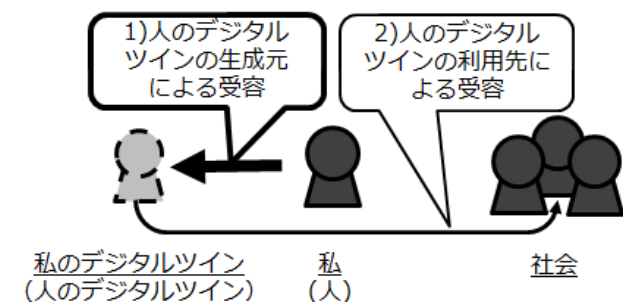 1)人のデジタル
ツインの生成元
による受容
2)人のデジタル
ツインの利用先に
よる受容
私のデジタルツイン
(人のデジタルツイン)
私
(人)
社会